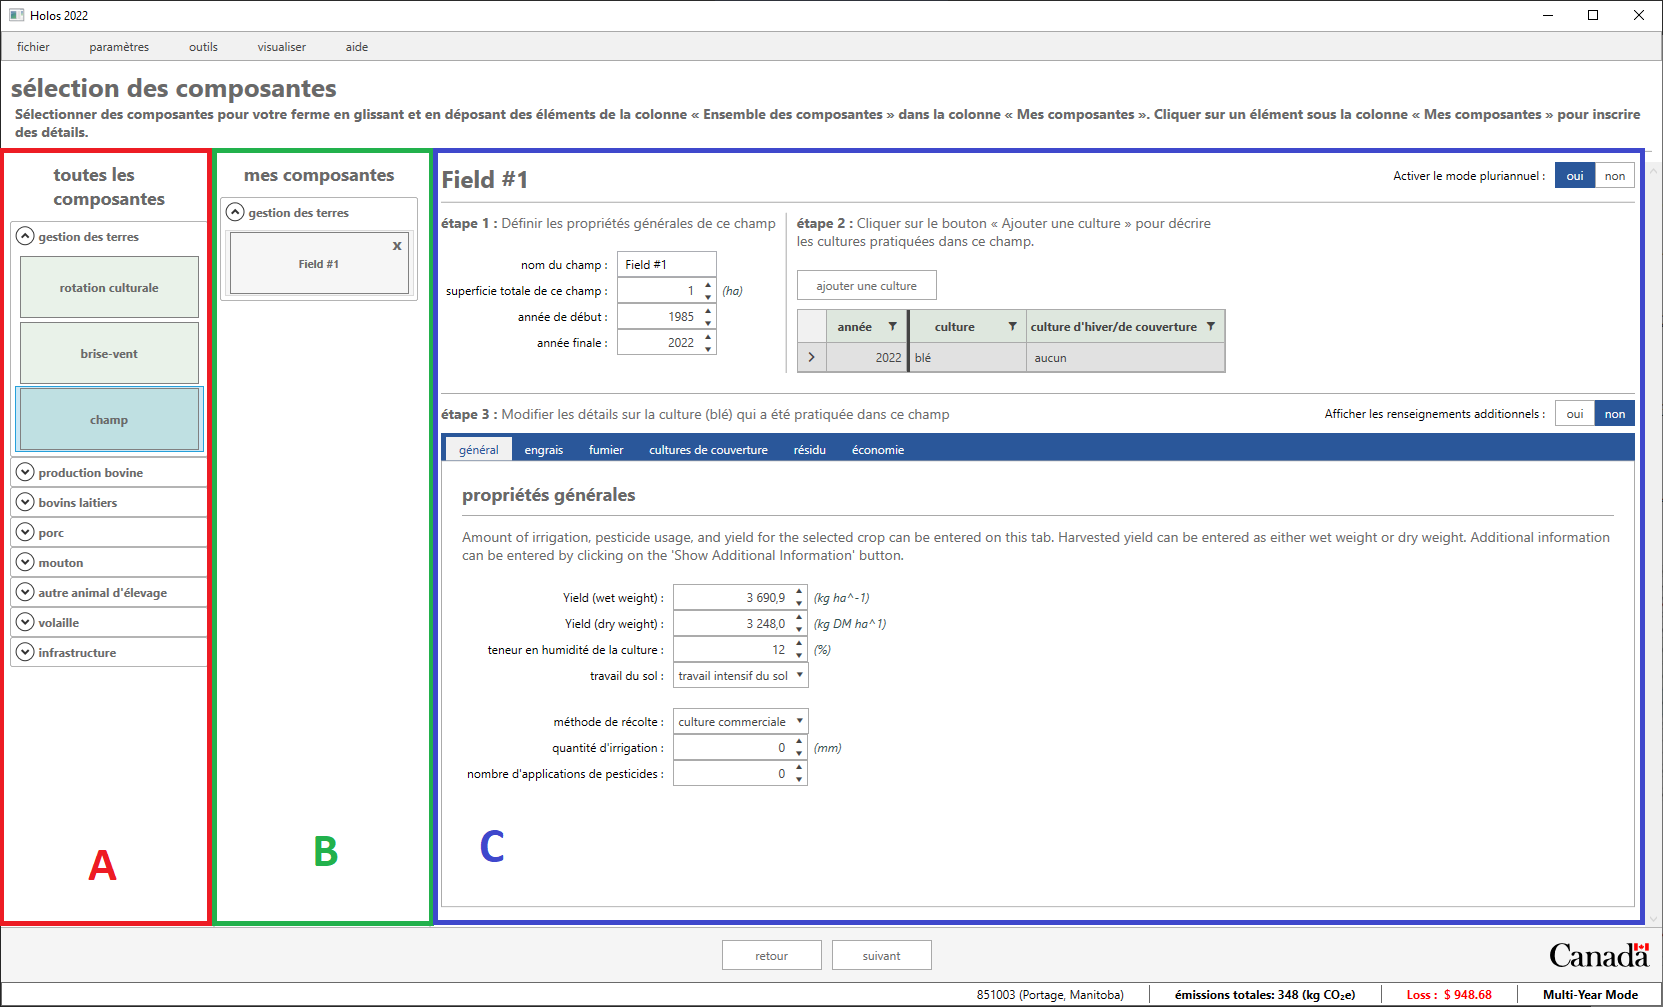 Holos 2022
fichier paramètres outils visualiser aide
sélection des composantes
Sélectionner des composantes pour votre ferme en glissant et en déposant des éléments de la colonne « Ensemble des composantes » dans la colonne « Mes composantes ». Cliquer sur un élément sous la colonne « Mes composantes » pour inscrire
des détails.
toutes les
composantes
gestion des terres
rotation culturale
brise-vent
champ
production bovine
bovins laitiers
porc
mouton
autre animal d'élevage
volaille
infrastructure
A
mes composantes
gestion des terres
x
Field #1
B
Field #1
Activer le mode pluriannuel : oui non
étape 1 : Définir les propriétés générales de ce champ
nom du champ : Field #1
superficie totale de ce champ : 1 (ha)
année de début : 1985
année finale : 2022
étape 2 : Cliquer sur le bouton « Ajouter une culture » pour décrire
les cultures pratiquées dans ce champ.
ajouter une culture
année culture culture d'hiver/de couverture
2022 blé aucun
étape 3 : Modifier les détails sur la culture (blé) qui a été pratiquée dans ce champ
Afficher les renseignements additionnels : oui non
général engrais fumier cultures de couverture résidu économie
propriétés générales
Amount of irrigation, pesticide usage, and yield for the selected crop can be entered on this tab. Harvested yield can be entered as either wet weight or dry weight. Additional information
can be entered by clicking on the 'Show Additional Information' button.
Yield (wet weight) : 3 690,9 (kg ha^-1)
Yield (dry weight) : 3 248,0 (kg DM ha^1)
teneur en humidité de la culture : 12 (%)
travail du sol : travail intensif du sol
méthode de récolte : culture commerciale
quantité d'irrigation : 0 (mm)
nombre d'applications de pesticides : 0
C
retour suivant
Canada
851003 (Portage, Manitoba) émissions totales: 348 (kg CO₂e) Loss : $ 948.68 Multi-Year Mode